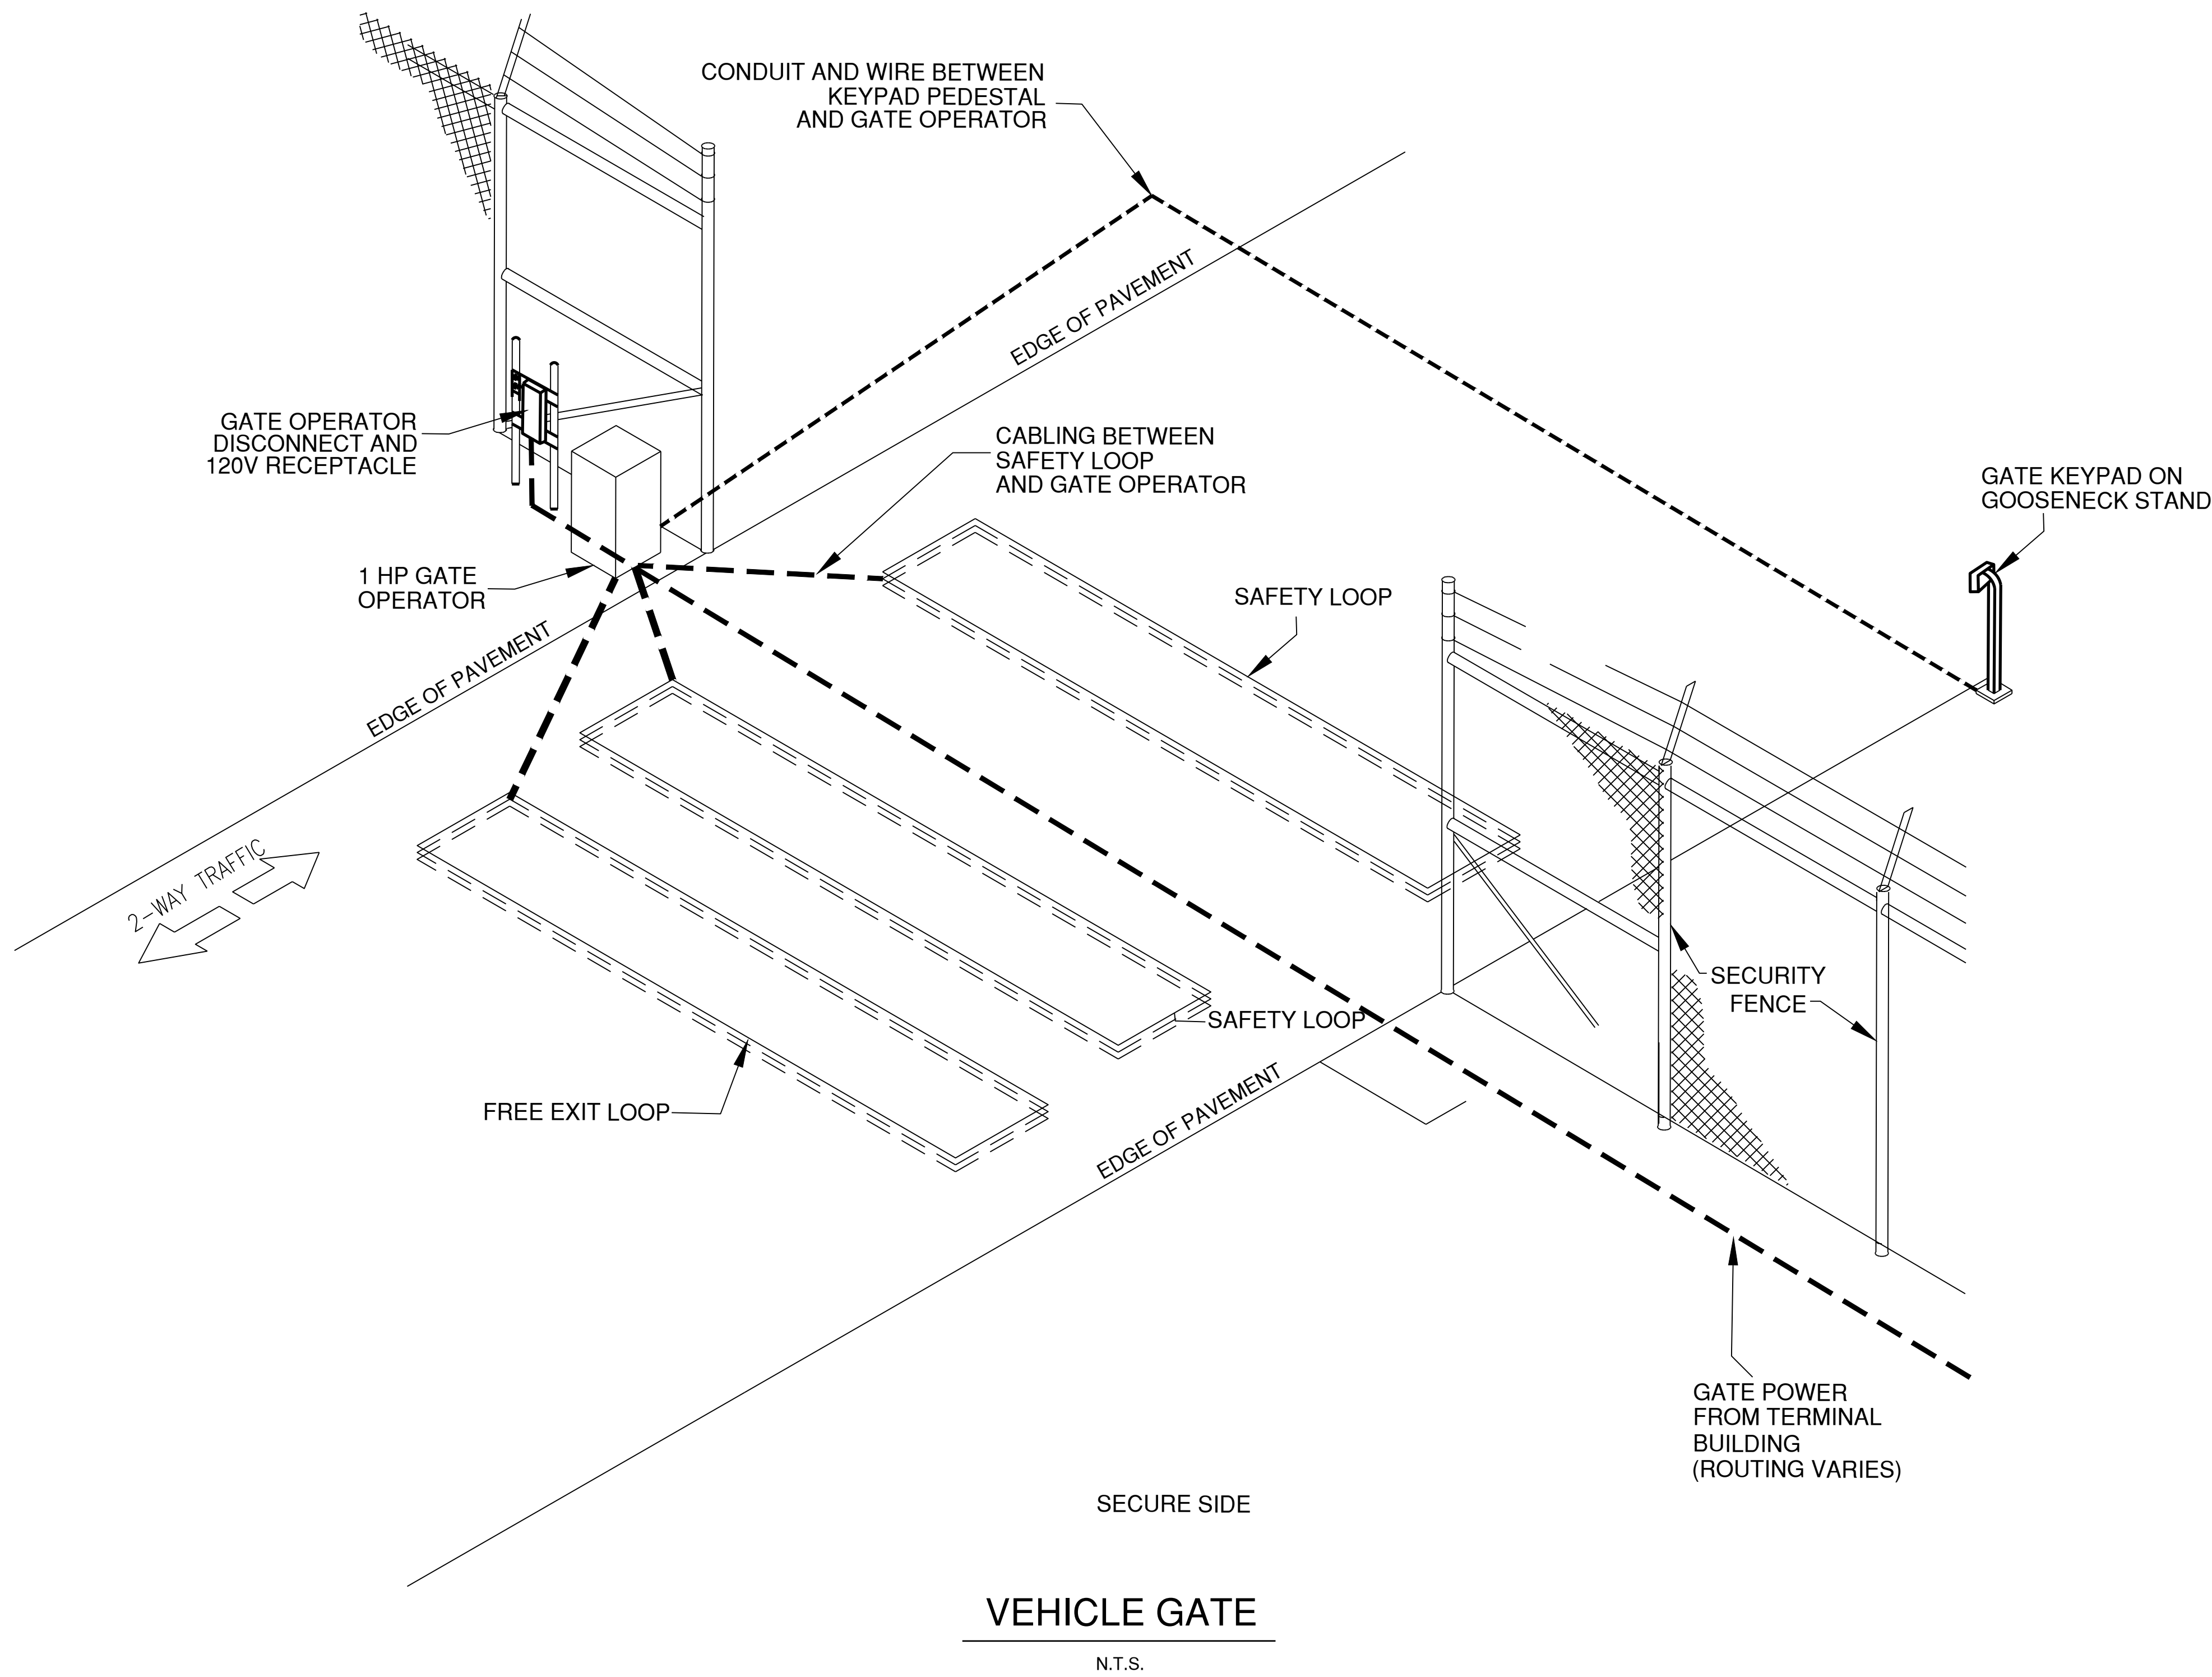 CONDUIT AND WIRE BETWEEN
KEYPAD PEDESTAL
AND GATE OPERATOR
EDGE OF PAVEMENT
GATE OPERATOR
DISCONNECT AND
120V RECEPTACLE
CABLING BETWEEN
SAFETY LOOP
AND GATE OPERATOR
GATE KEYPAD ON
GOOSENECK STAND
1 HP GATE
OPERATOR
SAFETY LOOP
EDGE OF PAVEMENT
2-WAY TRAFFIC
SECURITY
FENCE
SAFETY LOOP
FREE EXIT LOOP
EDGE OF PAVEMENT
GATE POWER
FROM TERMINAL
BUILDING
(ROUTING VARIES)
SECURE SIDE
VEHICLE GATE
N.T.S.